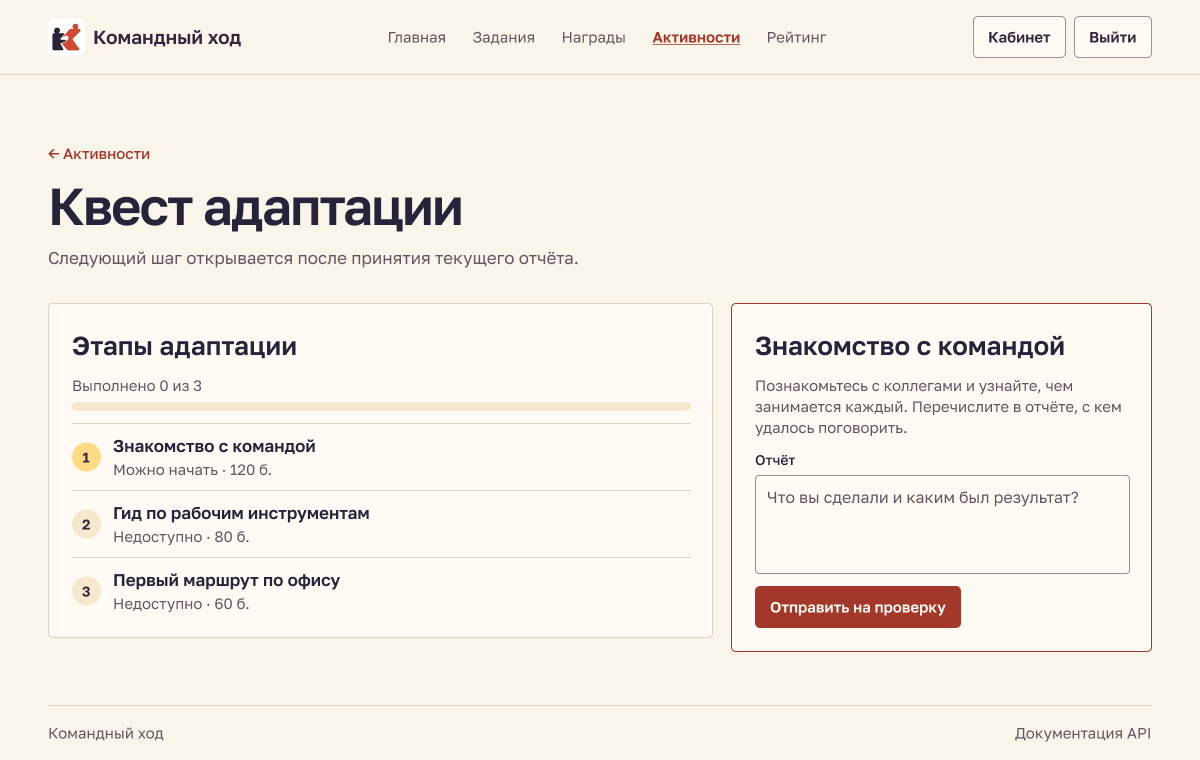 Командный ход
Главная
Задания
Награды
Активности
Рейтинг
Кабинет
Выйти
← Активности
Квест адаптации
Следующий шаг открывается после принятия текущего отчёта.
Этапы адаптации
Выполнено 0 из 3
1
Знакомство с командой
Можно начать · 120 б.
2
Гид по рабочим инструментам
Недоступно · 80 б.
3
Первый маршрут по офису
Недоступно · 60 б.
Знакомство с командой
Познакомьтесь с коллегами и узнайте, чем
занимается каждый. Перечислите в отчёте, с кем
удалось поговорить.
Отчёт
Что вы сделали и каким был результат?
Отправить на проверку
Командный ход
Документация API